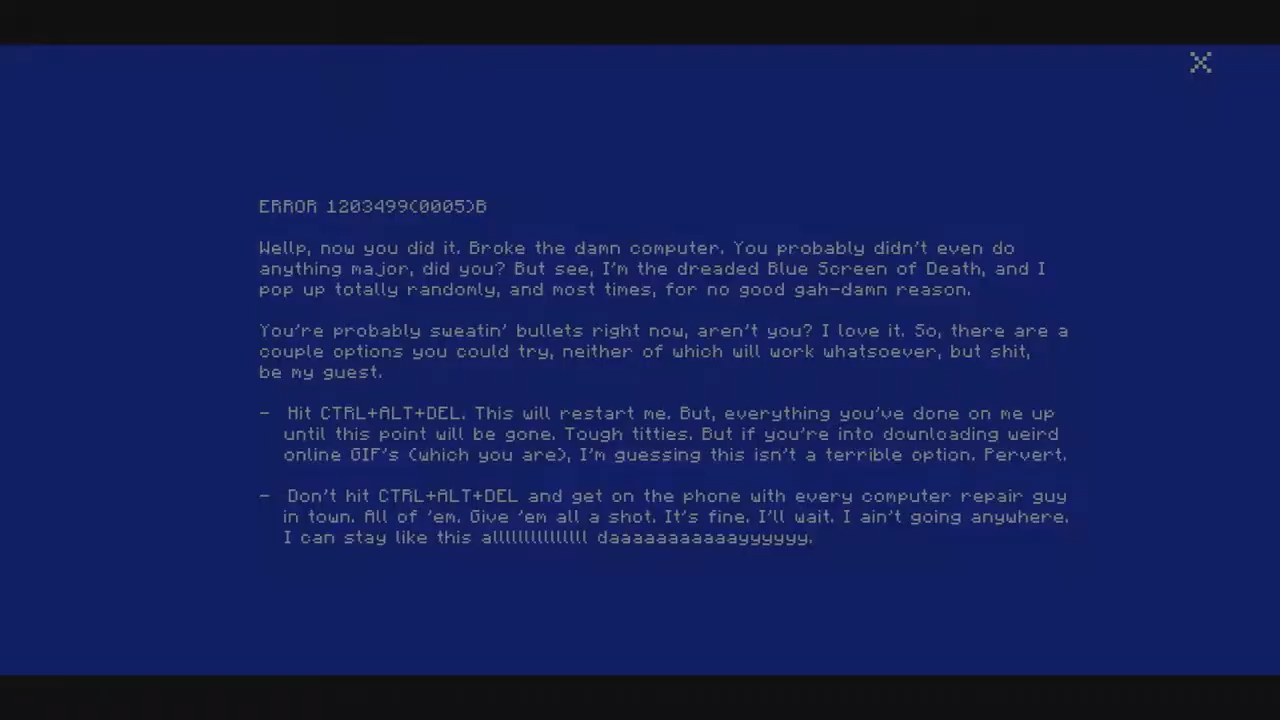 ERROR 1203499(0005)B
Wellp, now you did it. Broke the damn computer. You probably didn't even do
anything major, did you? But see, I'm the dreaded Blue Screen of Death, and I
pop up totally randomly, and most times, for no good gah-damn reason.
You're probably sweatin' bullets right now, aren't you? I love it. So, there are a
couple options you could try, neither of which will work whatsoever, but shit,
be my guest.
- Hit CTRL+ALT+DEL. This will restart me. But, everything you've done on me up
until this point will be gone. Tough titties. But if you're into downloading weird
online GIF's (which you are), I'm guessing this isn't a terrible option. Pervert.
- Don't hit CTRL+ALT+DEL and get on the phone with every computer repair guy
in town. All of 'em. Give 'em all a shot. It's fine. I'll wait. I ain't going anywhere.
I can stay like this alllllllllllllll daaaaaaaaaaayyyyyy.